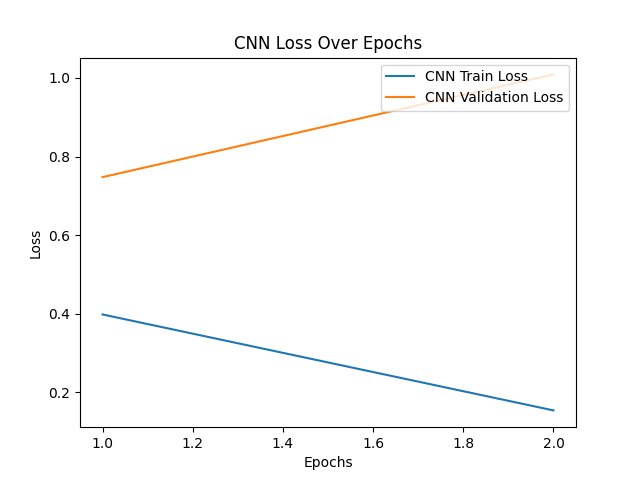 CNN Loss Over Epochs
CNN Train Loss
CNN Validation Loss
1.0
0.8
0.6
0.4
0.2
Loss
1.0 1.2 1.4 1.6 1.8 2.0
Epochs